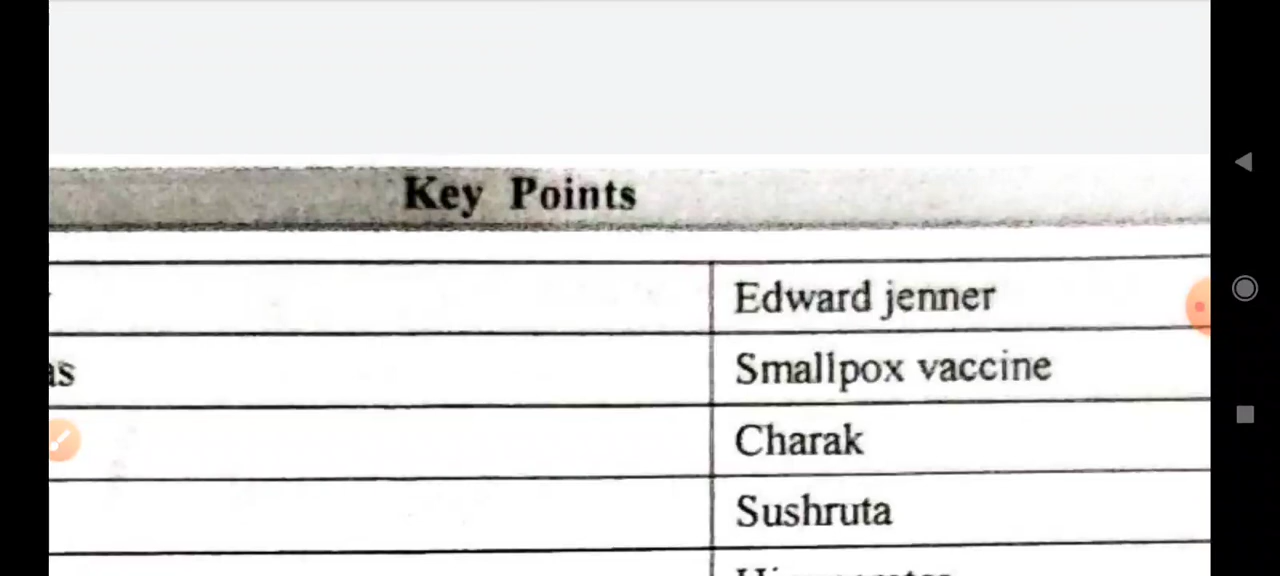 Key Points
Edward jenner
as
Smallpox vaccine
Charak
Sushruta